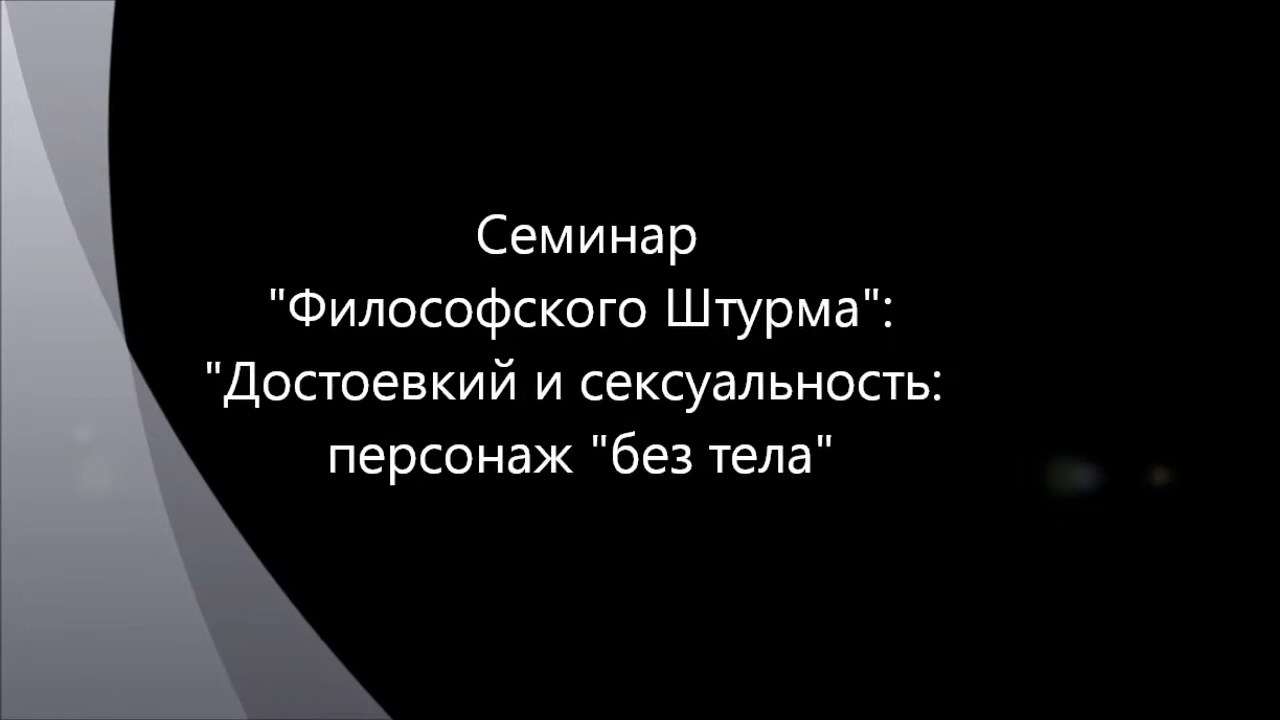 Семинар
"Философского Штурма":
"Достоевкий и сексуальность:
персонаж "без тела"